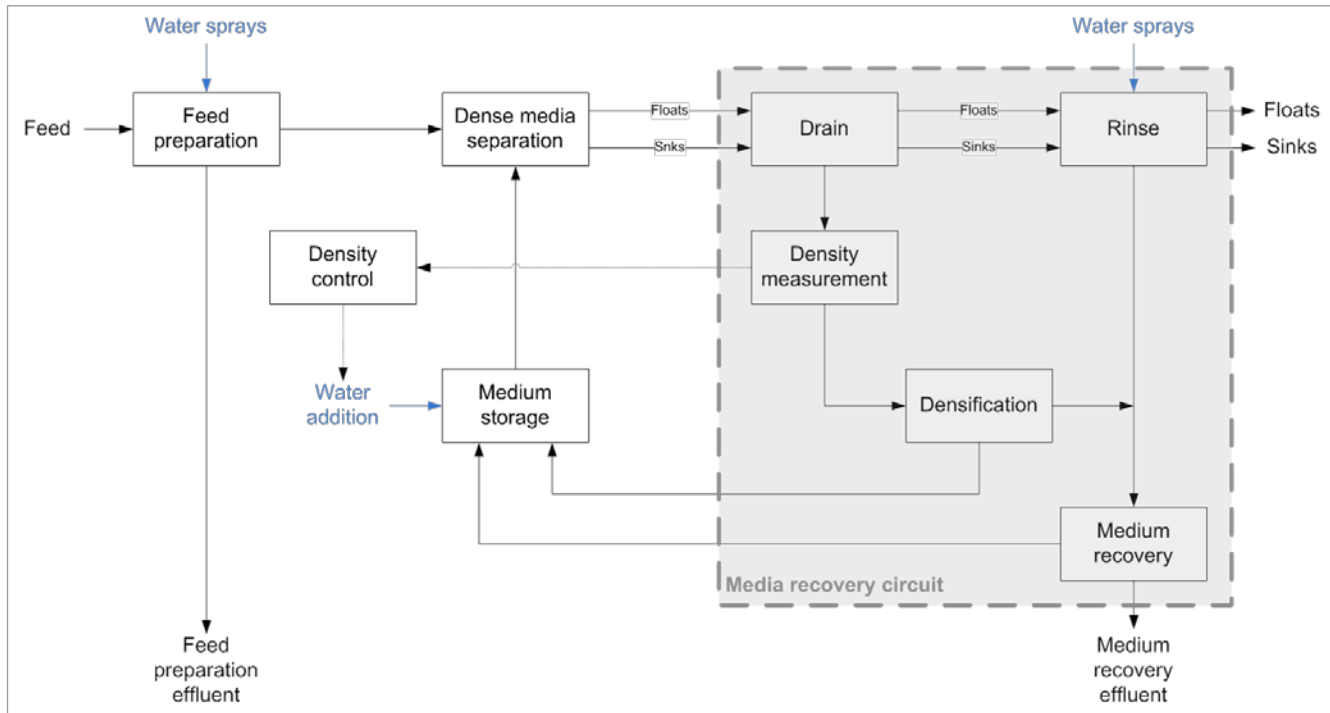 Water sprays
Water sprays
Feed
Feed
preparation
Dense media
separation
Floats
Snks
Drain
Floats
Sinks
Rinse
Floats
Sinks
Density
control
Density
measurement
Water
addition
Medium
storage
Densification
Medium
recovery
Media recovery circuit
Feed
preparation
effluent
Medium
recovery
effluent